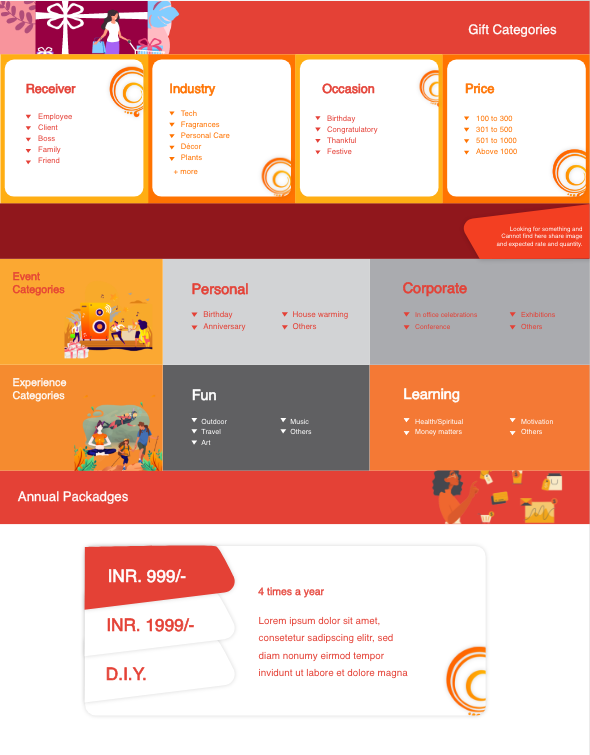 Gift Categories
Receiver
Employee
Client
Boss
Family
Friend
Industry
Tech
Fragrances
Personal Care
Décor
Plants
+ more
Occasion
Birthday
Congratulatory
Thankful
Festive
Price
100 to 300
301 to 500
501 to 1000
Above 1000
Looking for something and
Cannot find here share image
and expected rate and quantity.
Event
Categories
Personal
Birthday
House warming
Anniversary
Others
Corporate
In office celebrations
Exhibitions
Conference
Others
Experience
Categories
Fun
Outdoor
Music
Travel
Others
Art
Learning
Health/Spiritual
Motivation
Money matters
Others
Annual Packadges
INR. 999/-
INR. 1999/-
D.I.Y.
4 times a year
Lorem ipsum dolor sit amet,
consetetur sadipscing elitr, sed
diam nonumy eirmod tempor
invidunt ut labore et dolore magna